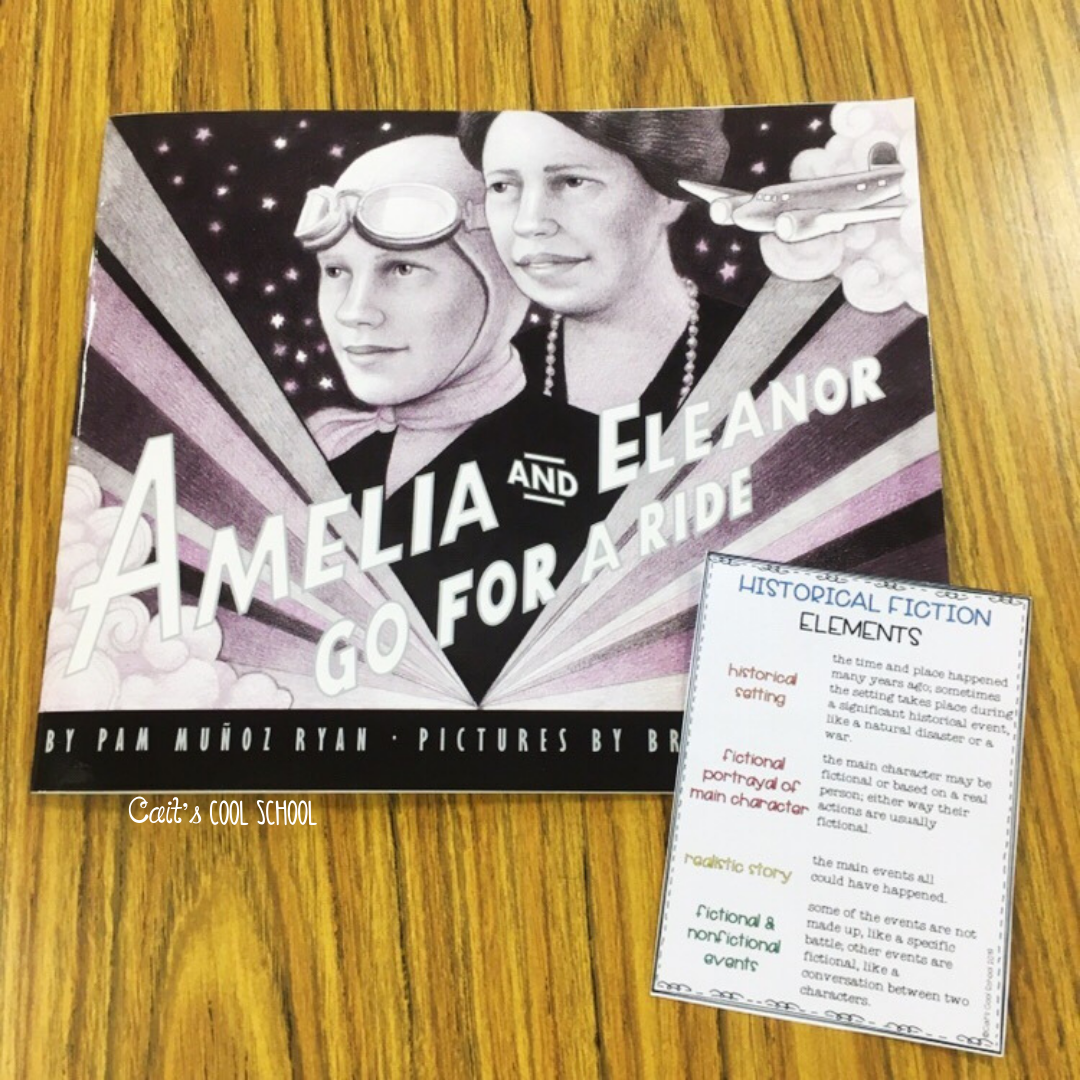 AMELIA AND ELEANOR
GO FOR A RIDE
BY PAM MUÑOZ RYAN · PICTURES BY BR
Cait's COOL SCHOOL
HISTORICAL FICTION
ELEMENTS
historical
setting
the time and place happened
many years ago; sometimes
the setting takes place during
a significant historical event,
like a natural disaster or a
war.
fictional
portrayal of
main character
the main character may be
fictional or based on a real
person; either way their
actions are usually
fictional.
realistic story
the main events all
could have happened.
fictional &
nonfictional
events
some of the events are not
made up, like a specific
battle; other events are
fictional, like a
conversation between two
characters.
©Cait's Cool School 2019